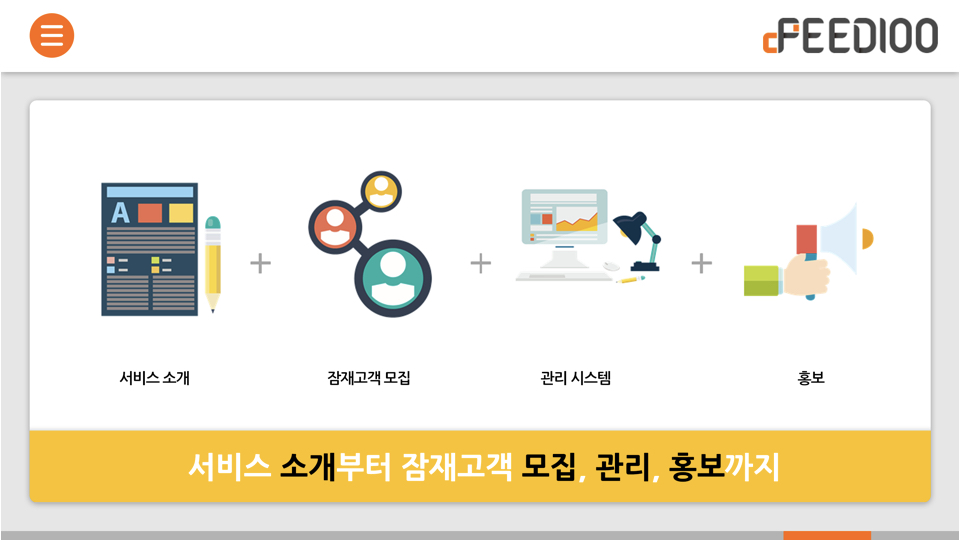 FEED100
A
서비스 소개
잠재고객 모집
관리 시스템
홍보
서비스 소개부터 잠재고객 모집, 관리, 홍보까지